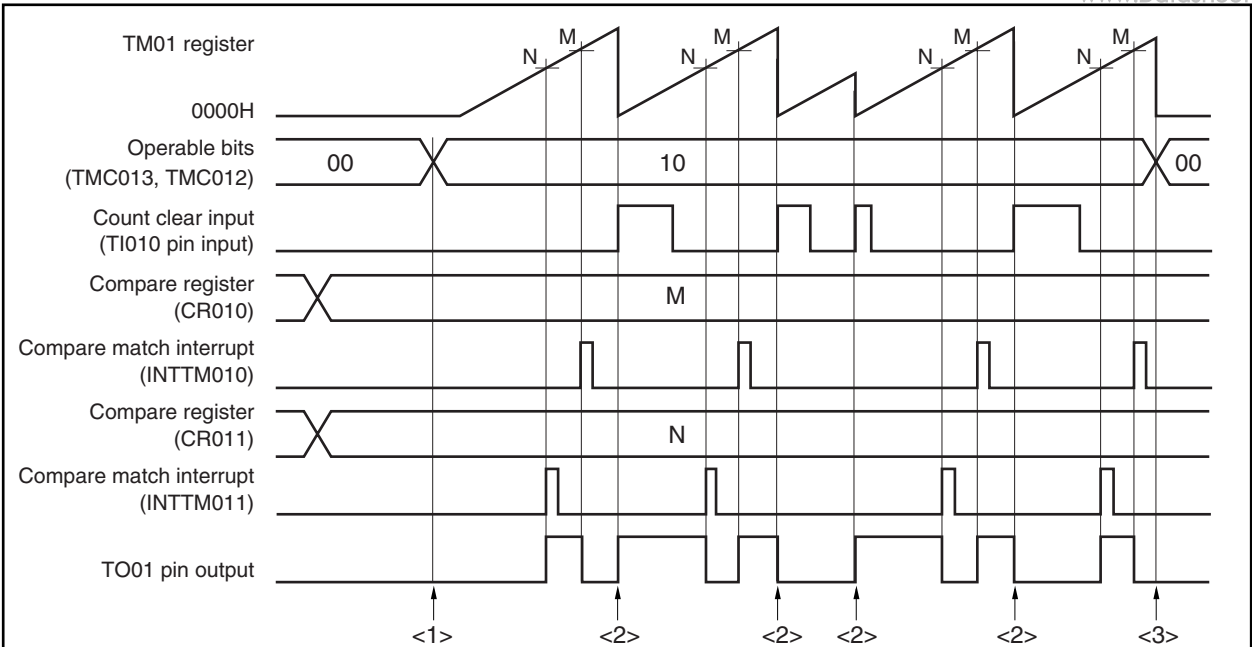 TM01 register
M
N
M
N
M
N
M
N
0000H
Operable bits
(TMC013, TMC012)
00
10
00
Count clear input
(TI010 pin input)
Compare register
(CR010)
M
Compare match interrupt
(INTTM010)
Compare register
(CR011)
N
Compare match interrupt
(INTTM011)
TO01 pin output
<1>
<2>
<2>
<2>
<2>
<3>